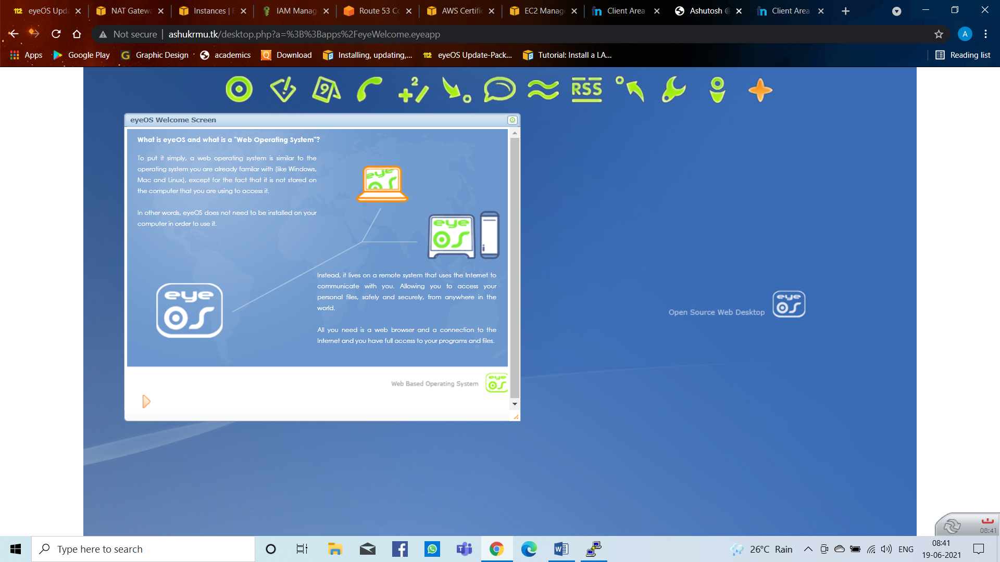 eyeOS Upda
NAT Gatewa
Instances | E
IAM Manag
Route 53 Co
AWS Certific
EC2 Manage
Client Area
Ashutosh @
Client Area
Not secure
ashukrmu.tk/desktop.php?a=%3B%3Bapps%2FeyeWelcome.eyeapp
A
Apps
Google Play
Graphic Design
academics
Download
Installing, updating,...
eyeOS Update-Pack...
Tutorial: Install a LA...
Reading list
RSS
eyeOS Welcome Screen
What is eyeOS and what is a "Web Operating System"?
To put it simply, a web operating system is similar to the
operating system you are already familar with (like Windows,
Mac and Linux), except for the fact that it is not stored on
the computer that you are using to access it.
In other words, eyeOS does not need to be installed on your
computer in order to use it.
eye
OS
eye
OS
Instead, it lives on a remote system that uses the Internet to
communicate with you. Allowing you to access your
personal files, safely and securely, from anywhere in the
world.
eye
OS
All you need is a web browser and a connection to the
Internet and you have full access to your programs and files.
Open Source Web Desktop
eye
OS
Web Based Operating System
eye
OS
08:41
Type here to search
26°C Rain
ENG
08:41
19-06-2021